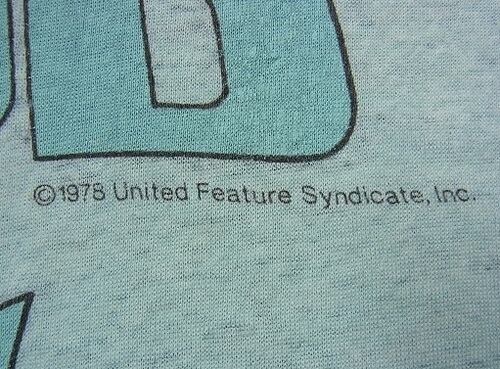 ©1978 United Feature Syndicate, Inc.